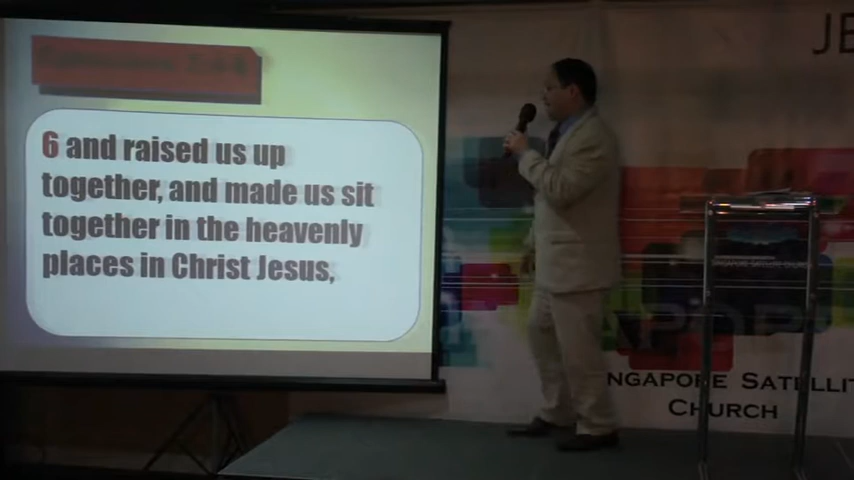 6 and raised us up
together, and made us sit
together in the heavenly
places in Christ Jesus,
JE
NGAPORE SATELLIT
CHURCH